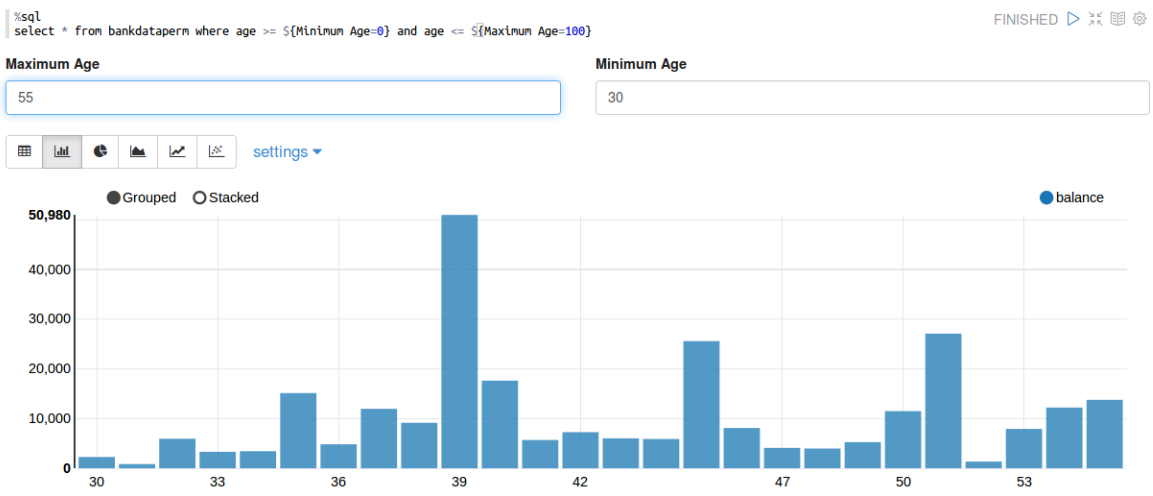 %sql
select * from bankdataperm where age >= ${Minimum Age=0} and age <= ${Maximum Age=100}
FINISHED
Maximum Age
Minimum Age
55
30
settings
Grouped
Stacked
balance
50,980
40,000
30,000
20,000
10,000
0
30 33 36 39 42 47 50 53